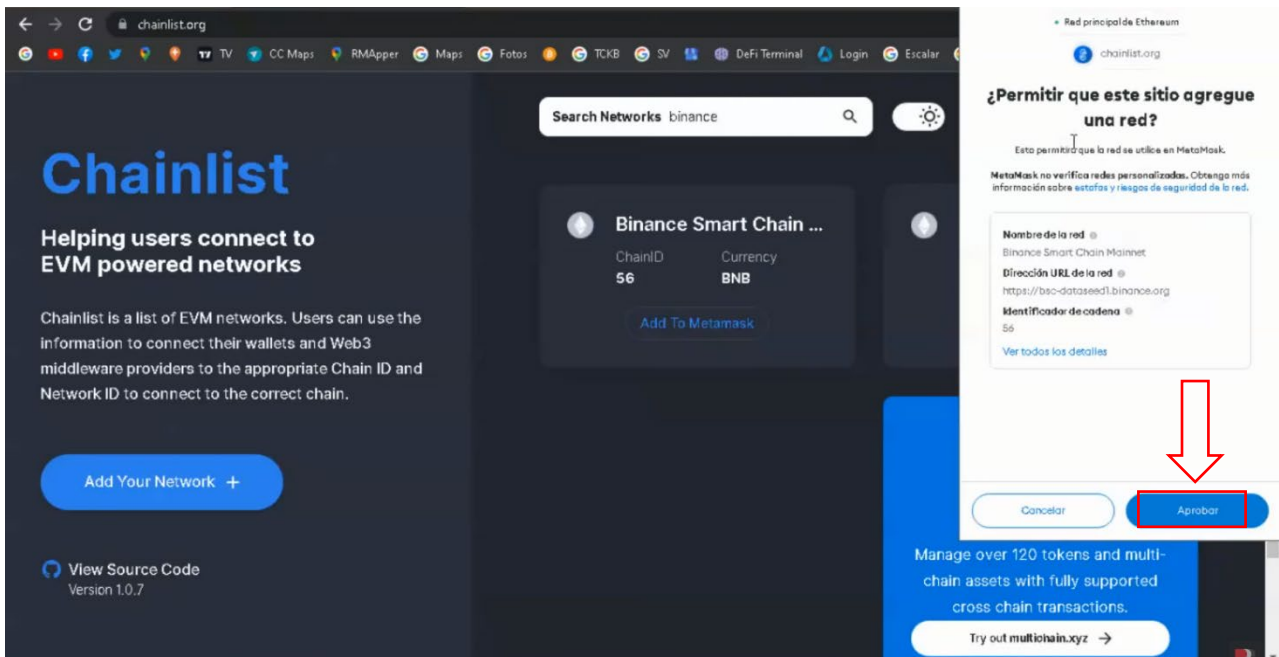 chainlist.org
TV
CC Maps
RMApper
Maps
Fotos
TCKB
SV
DeFi Terminal
Login
Escalar
Chainlist
Helping users connect to
EVM powered networks
Chainlist is a list of EVM networks. Users can use the
information to connect their wallets and Web3
middleware providers to the appropriate Chain ID and
Network ID to connect to the correct chain.
Add Your Network +
View Source Code
Version 1.0.7
Search Networks binance
Binance Smart Chain ...
ChainID Currency
56 BNB
Add To Metamask
Manage over 120 tokens and multi-
chain assets with fully supported
cross chain transactions.
Try out multichain.xyz →
Red principal de Ethereum
chainlist.org
¿Permitir que este sitio agregue
una red?
Esto permitirá que la red se utilice en MetaMask.
MetaMask no verifica redes personalizadas. Obtenga más
información sobre estafas y riesgos de seguridad de la red.
Nombre de la red
Binance Smart Chain Mainnet
Dirección URL de la red
https://bsc-dataseed1.binance.org
Identificador de cadena
56
Ver todos los detalles
Cancelar
Aprobar